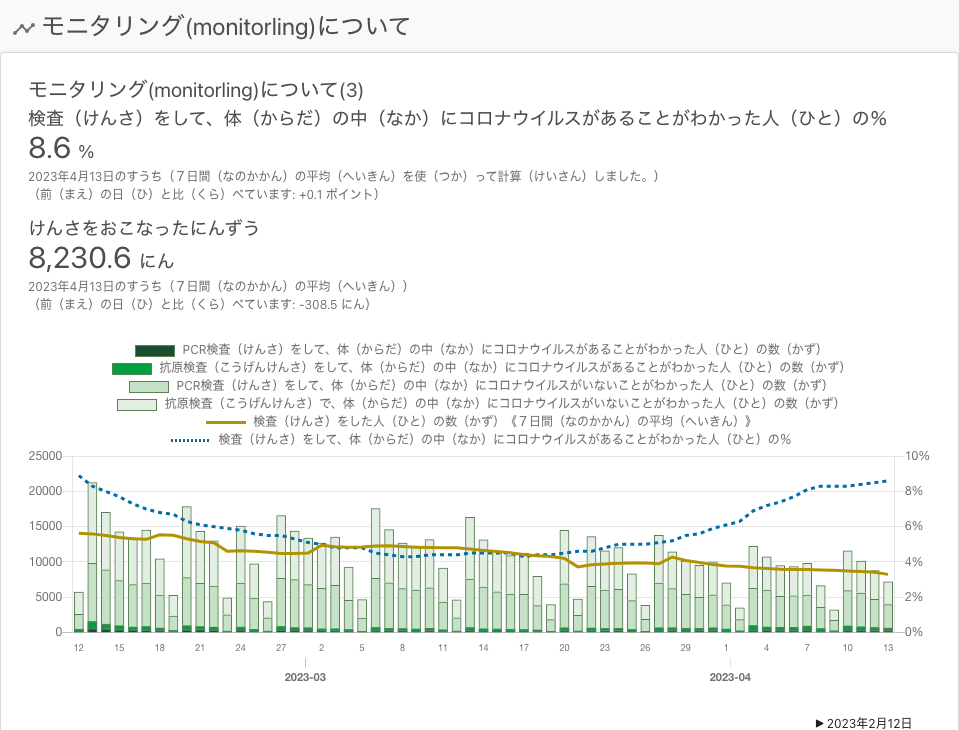 モニタリング(monitorling)について
モニタリング(monitorling)について(3)
検査（けんさ）をして、体（からだ）の中（なか）にコロナウイルスがあることがわかった人（ひと）の%
8.6 %
2023年4月13日のすうち（７日間（なのかかん）の平均（へいきん）を使（つか）って計算（けいさん）しました。）
（前（まえ）の日（ひ）と比（くら）べています: +0.1 ポイント）
けんさをおこなったにんずう
8,230.6 にん
2023年4月13日のすうち（７日間（なのかかん）の平均（へいきん））
（前（まえ）の日（ひ）と比（くら）べています: -308.5 にん）
PCR検査（けんさ）をして、体（からだ）の中（なか）にコロナウイルスがあることがわかった人（ひと）の数（かず）
抗原検査（こうげんけんさ）をして、体（からだ）の中（なか）にコロナウイルスがあることがわかった人（ひと）の数（かず）
PCR検査（けんさ）をして、体（からだ）の中（なか）にコロナウイルスがいないことがわかった人（ひと）の数（かず）
抗原検査（こうげんけんさ）で、体（からだ）の中（なか）にコロナウイルスがいないことがわかった人（ひと）の数（かず）
検査（けんさ）をした人（ひと）の数（かず）《７日間（なのかかん）の平均（へいきん）》
検査（けんさ）をして、体（からだ）の中（なか）にコロナウイルスがあることがわかった人（ひと）の%
25000 10%
20000 8%
15000 6%
10000 4%
5000 2%
0 0%
12 15 18 21 24 27 2 5 8 11 14 17 20 23 26 29 1 4 7 10 13
2023-03 2023-04
▶ 2023年2月12日